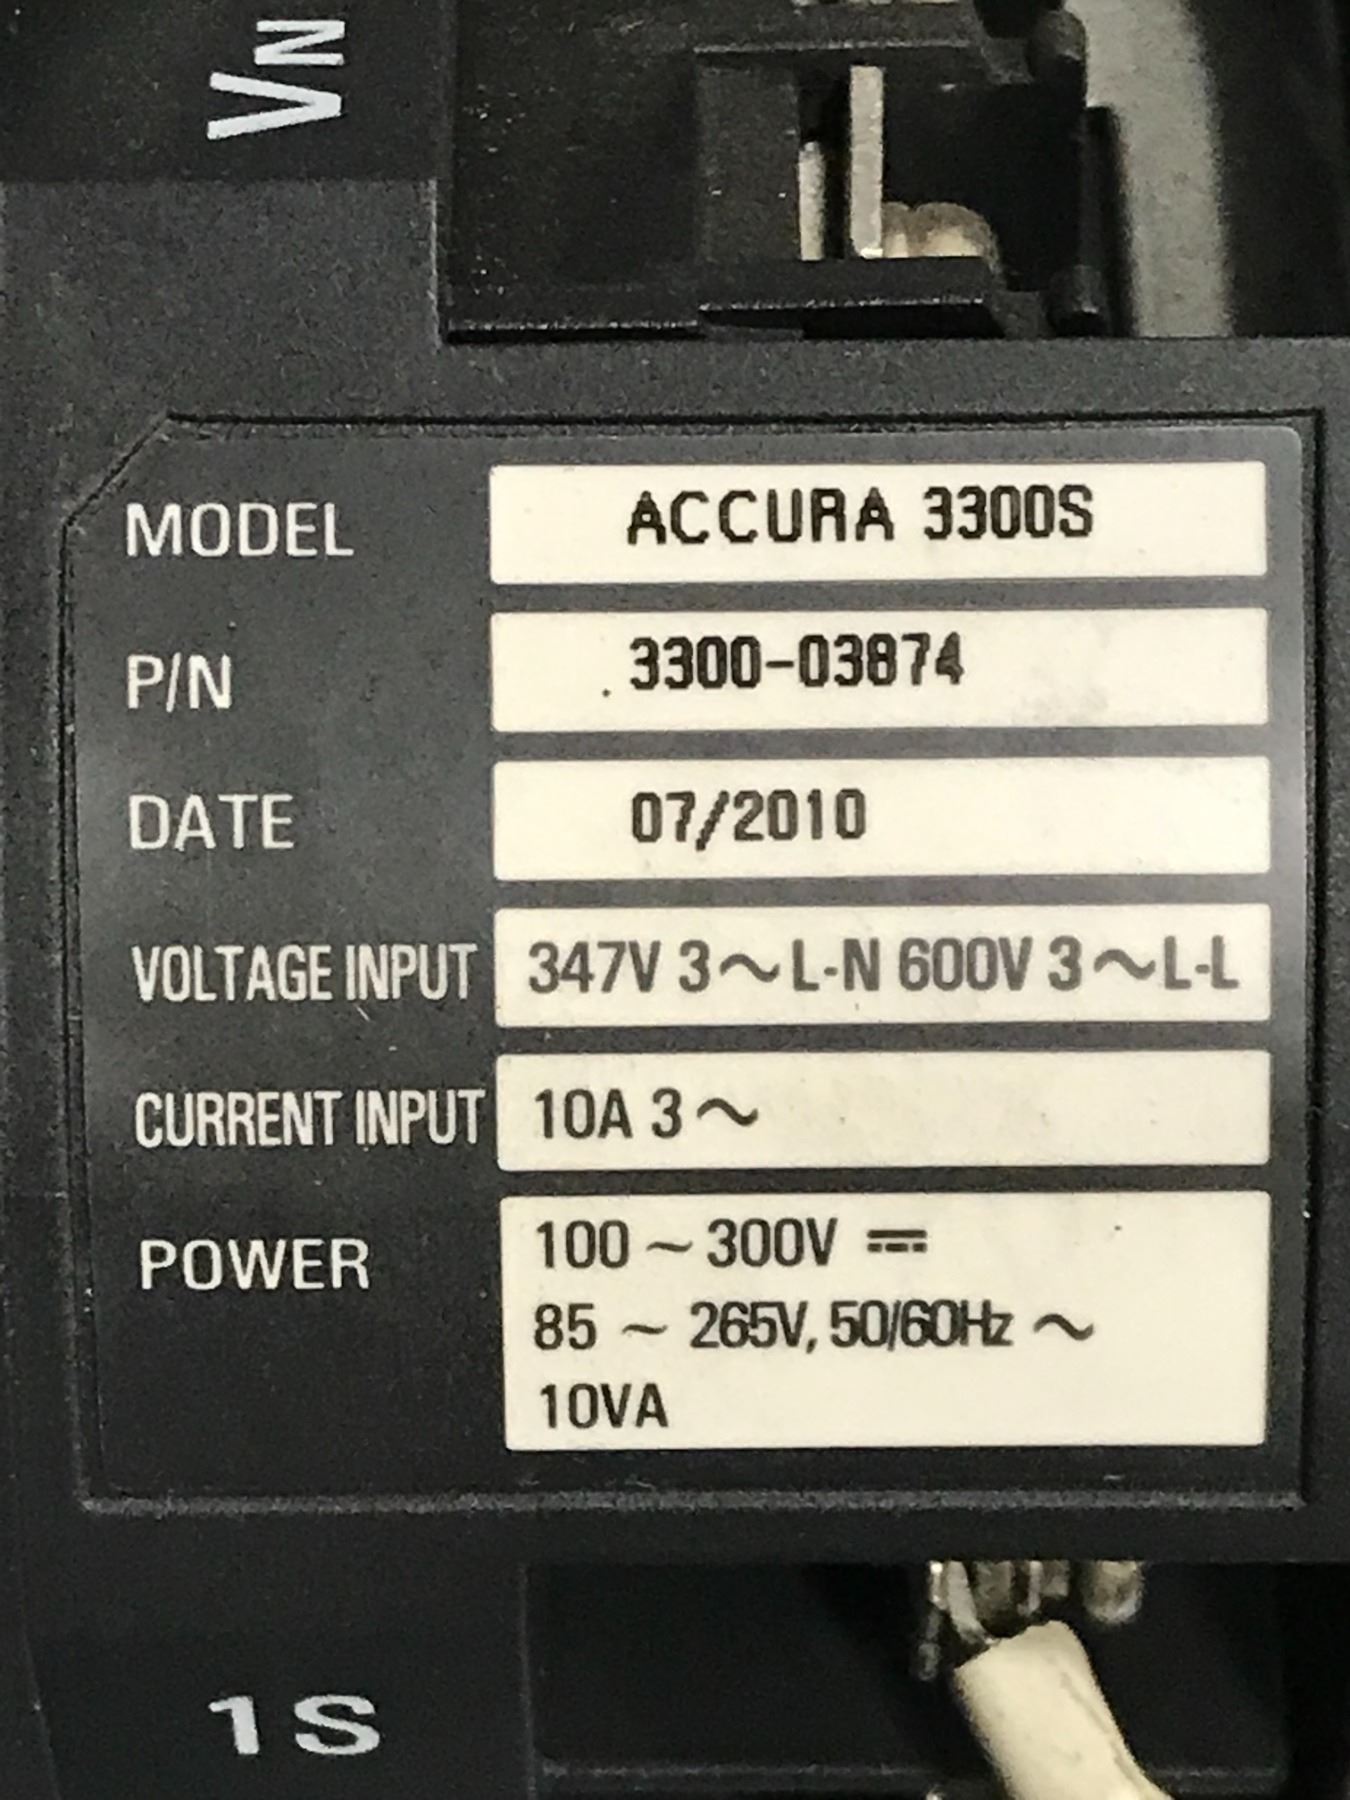 VN
MODEL ACCURA 3300S
P/N 3300-03874
DATE 07/2010
VOLTAGE INPUT 347V 3~L-N 600V 3~L-L
CURRENT INPUT 10A 3~
POWER 100 ~ 300V ⎓
85 ~ 265V, 50/60Hz ~
10VA
1S